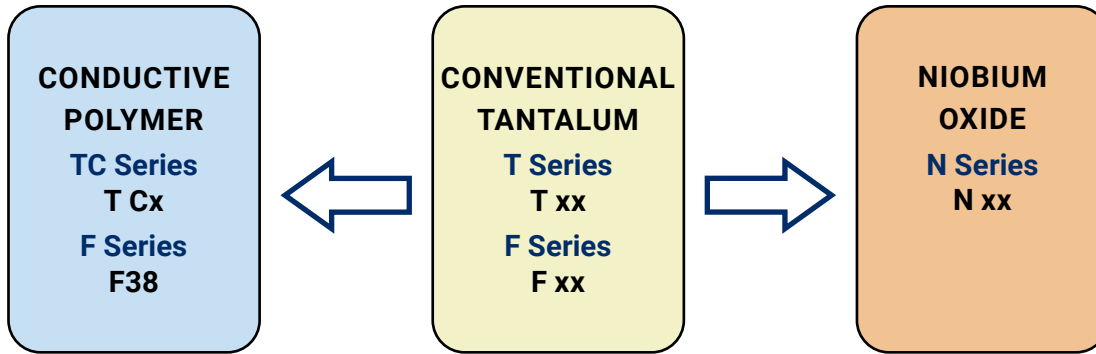 CONDUCTIVE
POLYMER
TC Series
T Cx
F Series
F38
CONVENTIONAL
TANTALUM
T Series
T xx
F Series
F xx
NIOBIUM
OXIDE
N Series
N xx